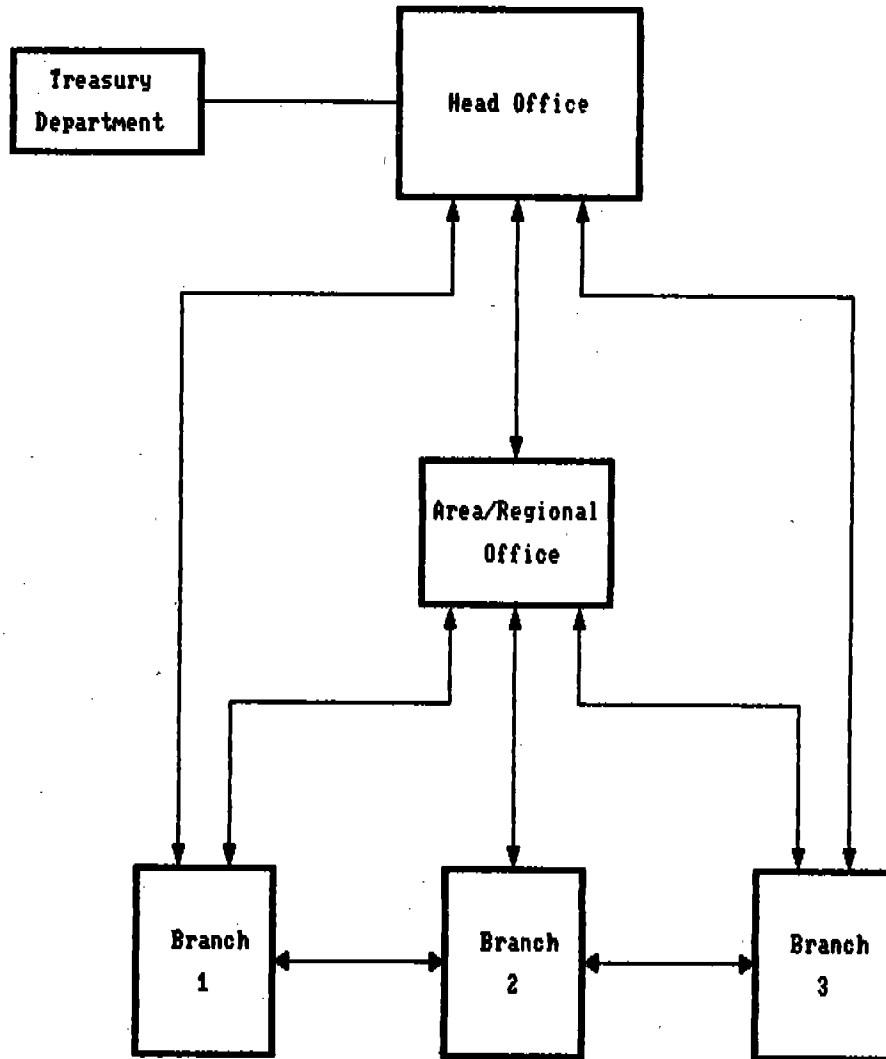 Treasury
Department
Head Office
Area/Regional
Office
Branch
1
Branch
2
Branch
3